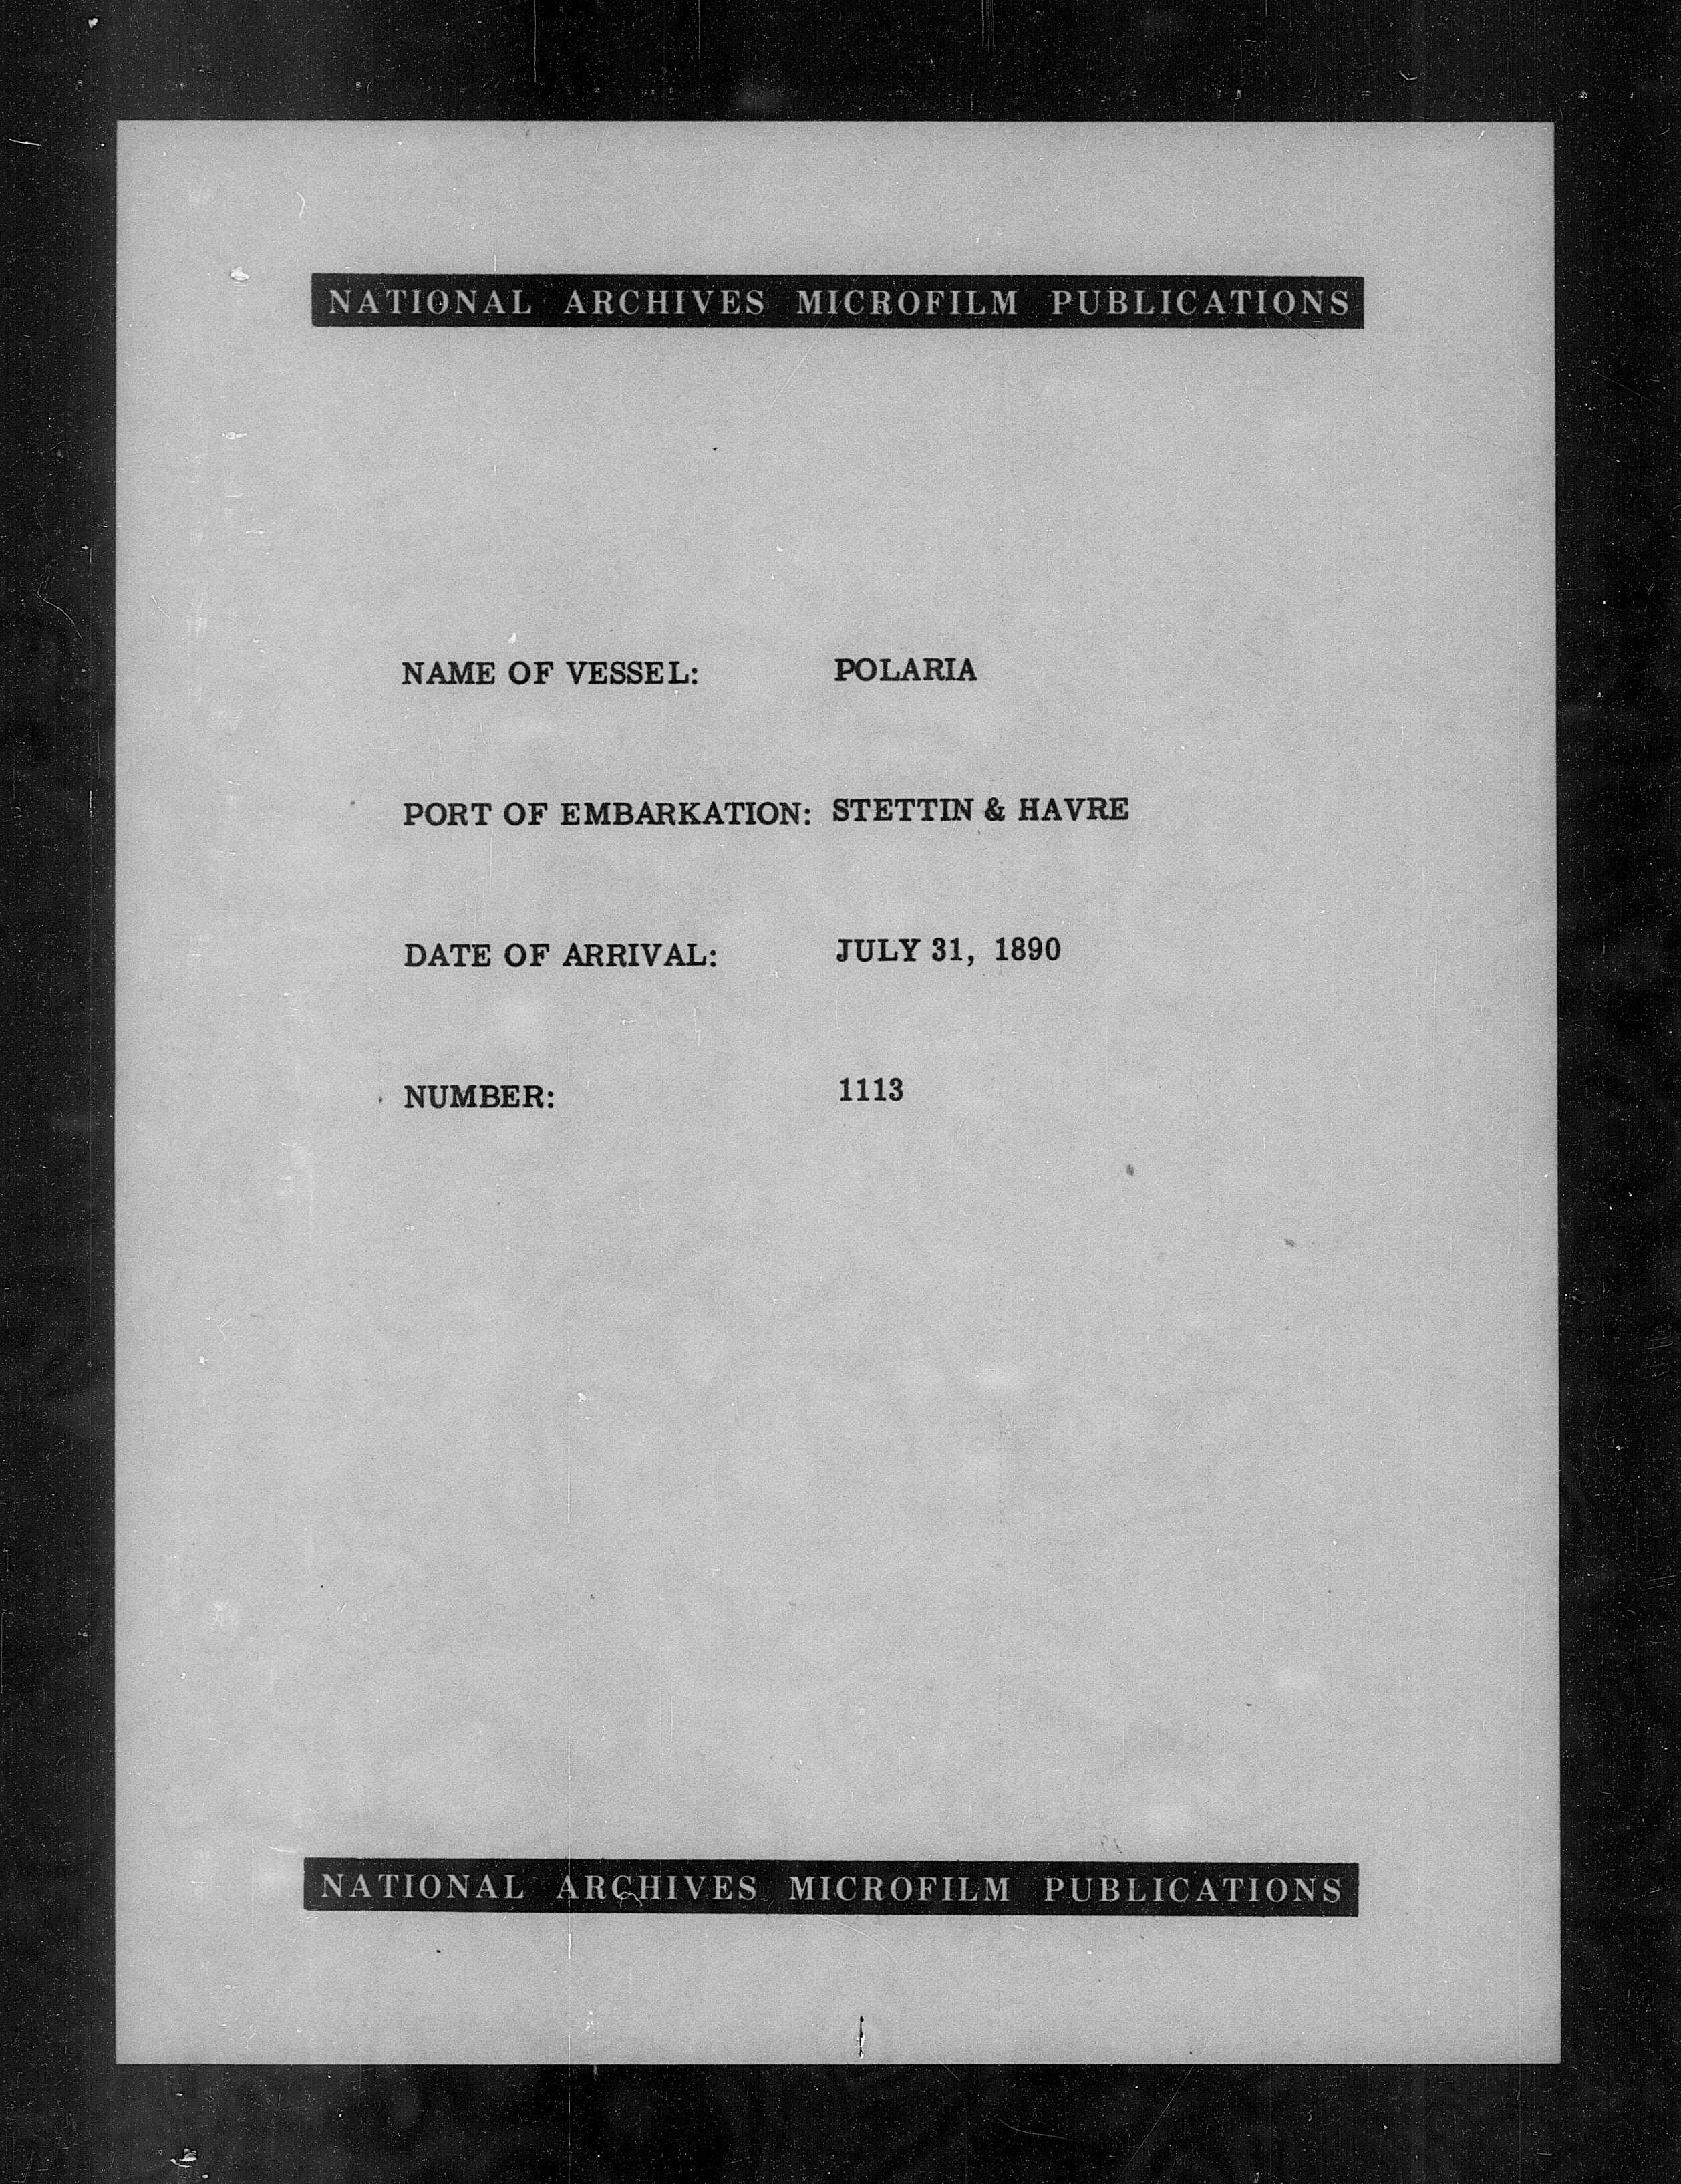 NATIONAL ARCHIVES MICROFILM PUBLICATIONS
NAME OF VESSEL: POLARIA
PORT OF EMBARKATION: STETTIN & HAVRE
DATE OF ARRIVAL: JULY 31, 1890
NUMBER: 1113
NATIONAL ARCHIVES MICROFILM PUBLICATIONS